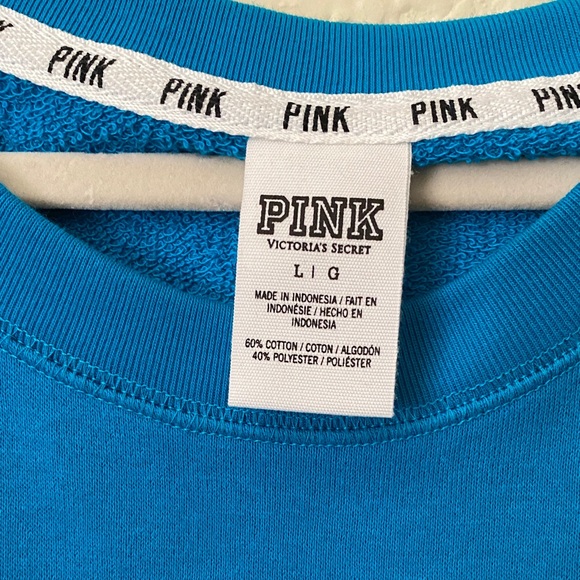 PINK PINK PINK PINK PINK
PINK
VICTORIA'S SECRET
L | G
MADE IN INDONESIA / FAIT EN
INDONÉSIE / HECHO EN
INDONESIA
60% COTTON / COTON / ALGODÓN
40% POLYESTER / POLIÉSTER